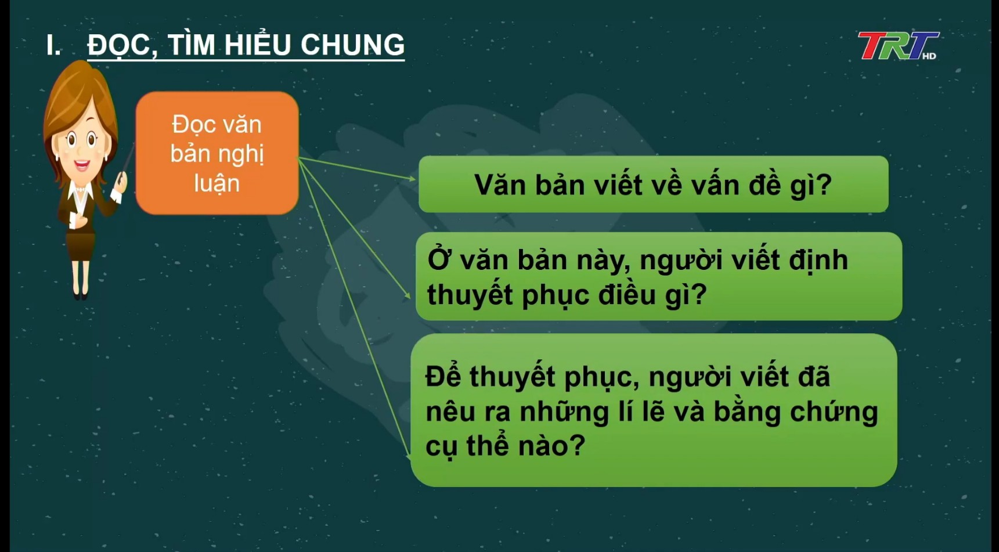 I. ĐỌC, TÌM HIỂU CHUNG
TRT HD
Đọc văn
bản nghị
luận
Văn bản viết về vấn đề gì?
Ở văn bản này, người viết định
thuyết phục điều gì?
Để thuyết phục, người viết đã
nêu ra những lí lẽ và bằng chứng
cụ thể nào?